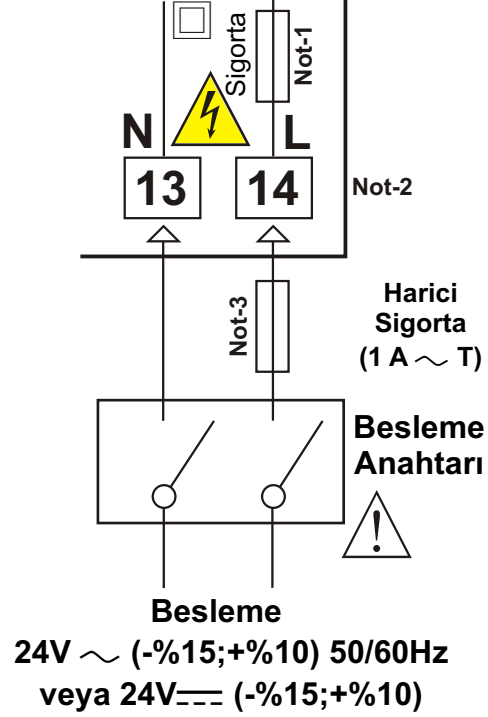 Sigorta
Not-1
N
L
13
14
Not-2
Not-3
Harici
Sigorta
(1 A ～ T)
Besleme
Anahtarı
Besleme
24V ～ (-%15;+%10) 50/60Hz
veya 24V⎓ (-%15;+%10)